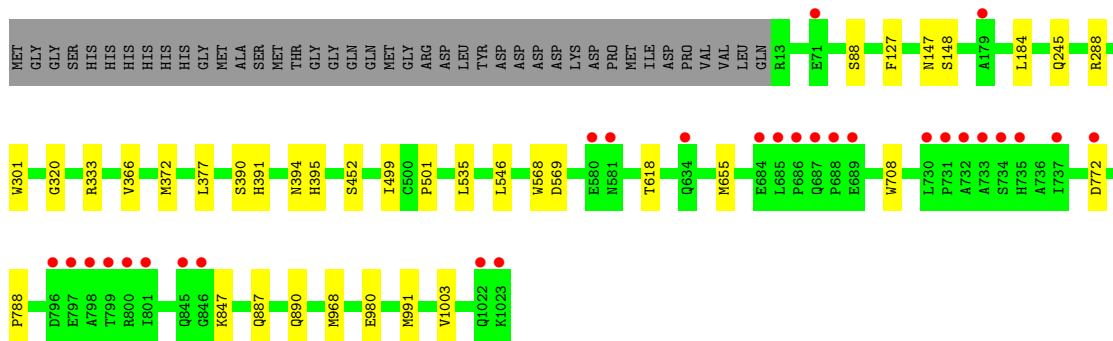 MET GLY GLY SER HIS HIS HIS HIS HIS HIS GLY MET ALA SER MET THR GLY GLY GLN GLN MET GLY ARG ASP LEU TYR ASP ASP ASP ASP LYS ASP PRO MET ILE ASP PRO VAL VAL LEU GLN R13 E71 S88 F127 N147 S148 A179 L184 Q245 R288
W301 G320 R333 V366 M372 L377 S390 H391 N394 H395 S452 I499 C500 P501 L535 L546 W568 D569 E580 N581 T618 Q634 M655 E684 L685 P686 Q687 P688 E689 W708 L730 P731 A732 A733 S734 H735 A736 I737 D772
P788 D796 E797 A798 T799 R800 I801 Q845 G846 K847 Q887 Q890 M968 E980 M991 V1003 Q1022 K1023